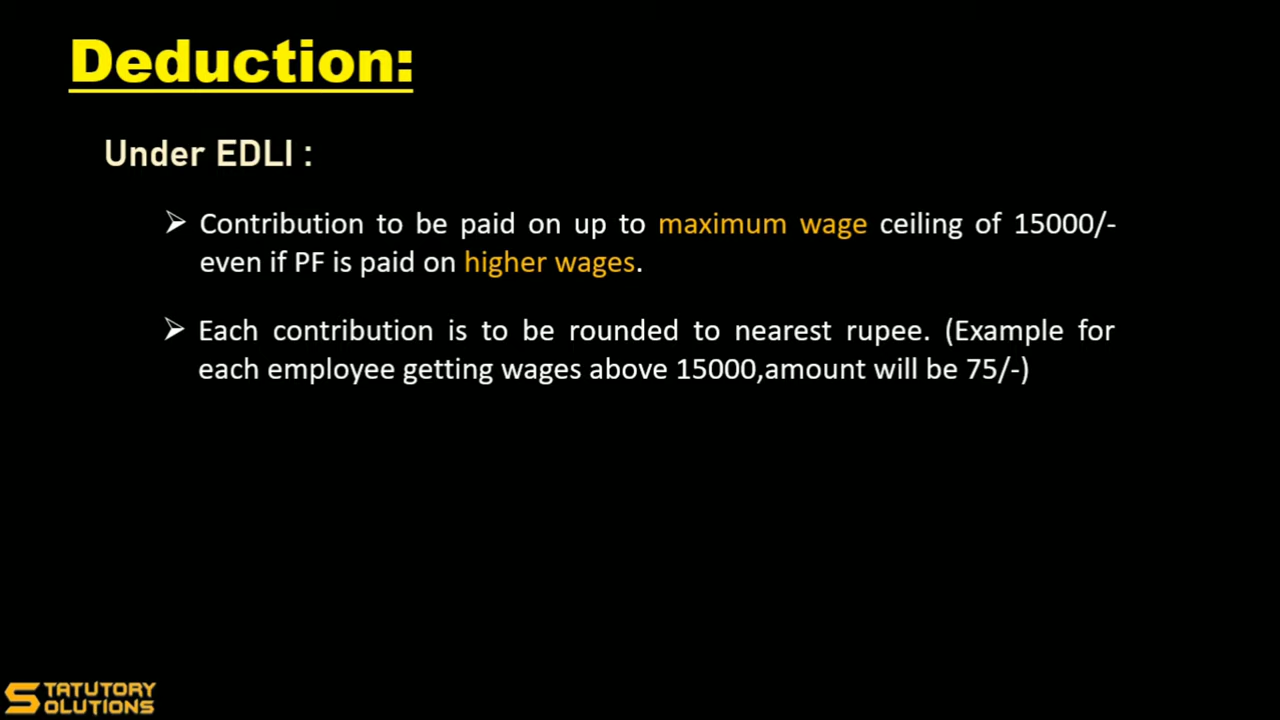 Deduction:
Under EDLI :
➢ Contribution to be paid on up to maximum wage ceiling of 15000/-
even if PF is paid on higher wages.
➢ Each contribution is to be rounded to nearest rupee. (Example for
each employee getting wages above 15000,amount will be 75/-)
STATUTORY
SOLUTIONS